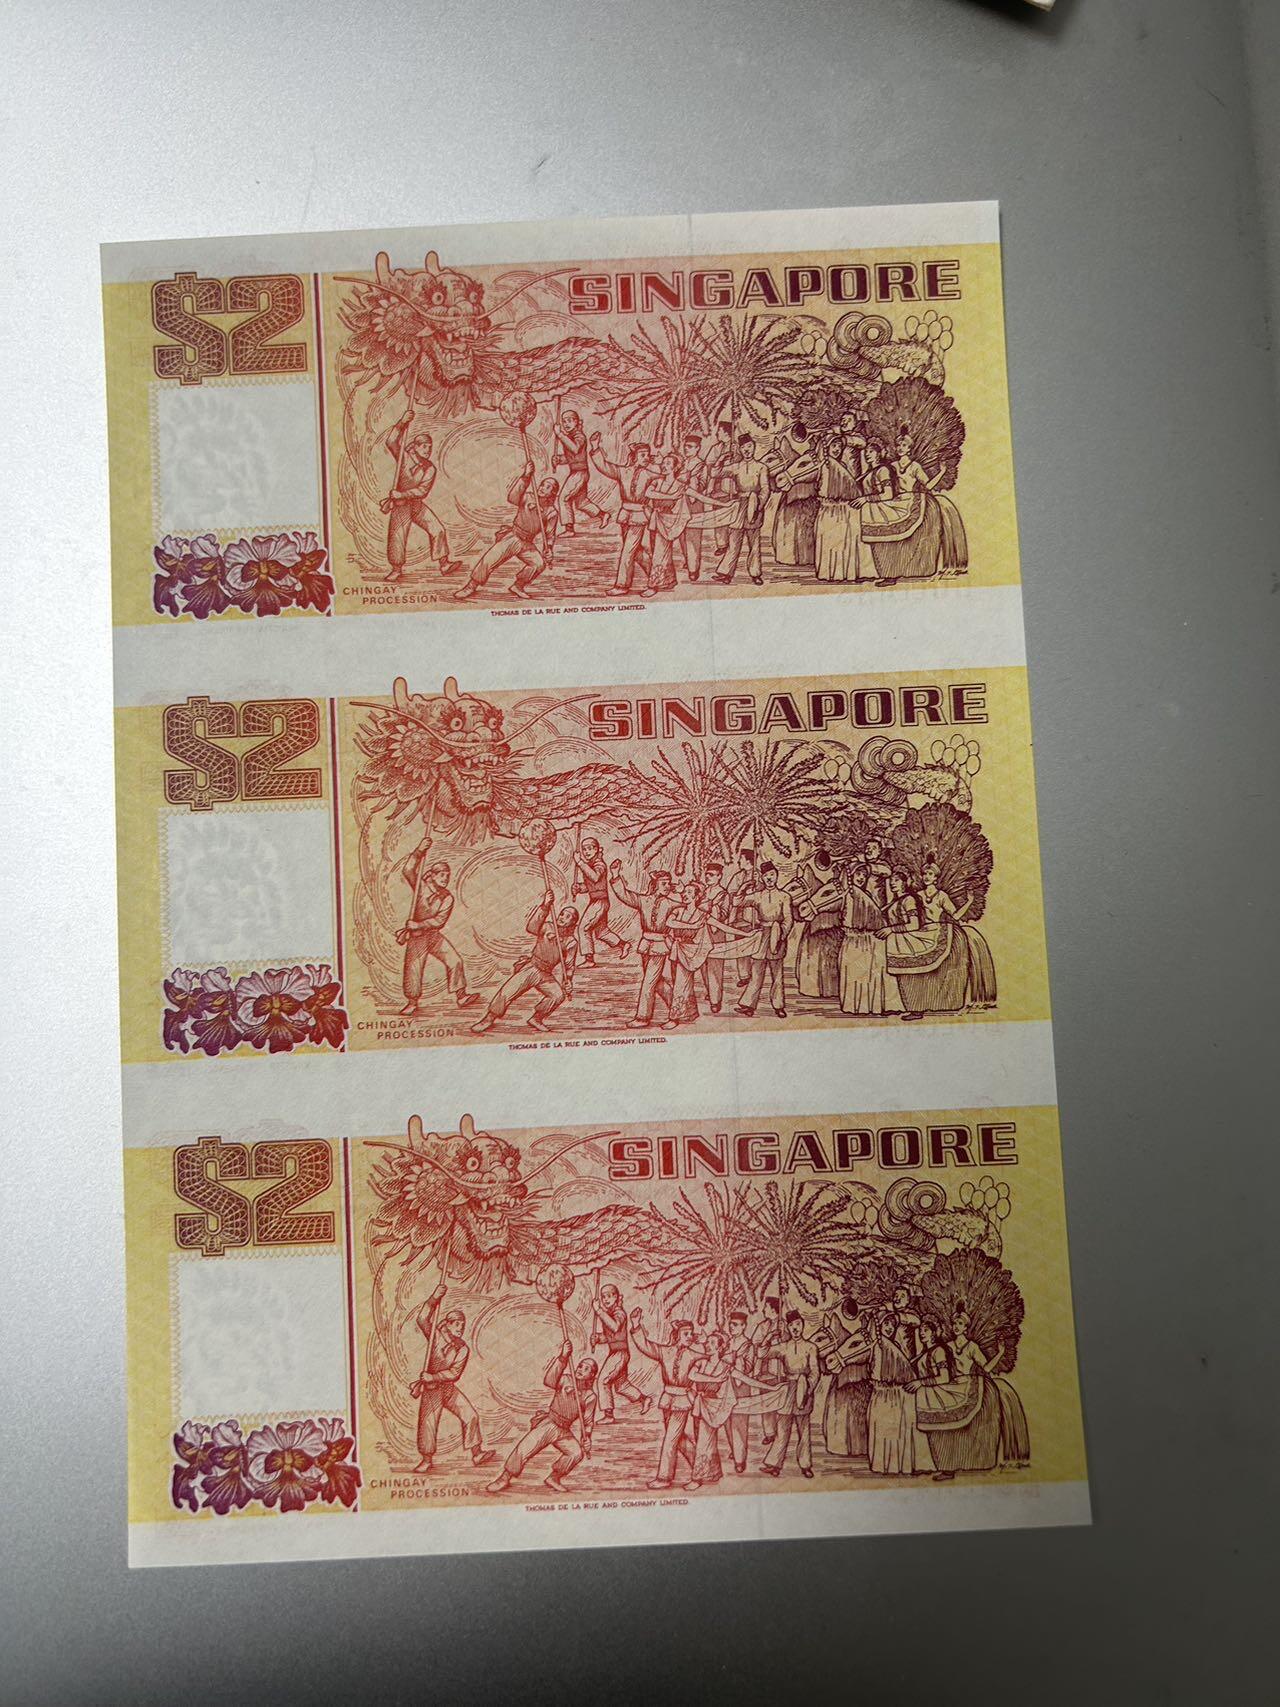 $2
SINGAPORE
CHINGAY
PROCESSION
THOMAS DE LA RUE AND COMPANY LIMITED.
$2
SINGAPORE
CHINGAY
PROCESSION
THOMAS DE LA RUE AND COMPANY LIMITED.
$2
SINGAPORE
CHINGAY
PROCESSION
THOMAS DE LA RUE AND COMPANY LIMITED.